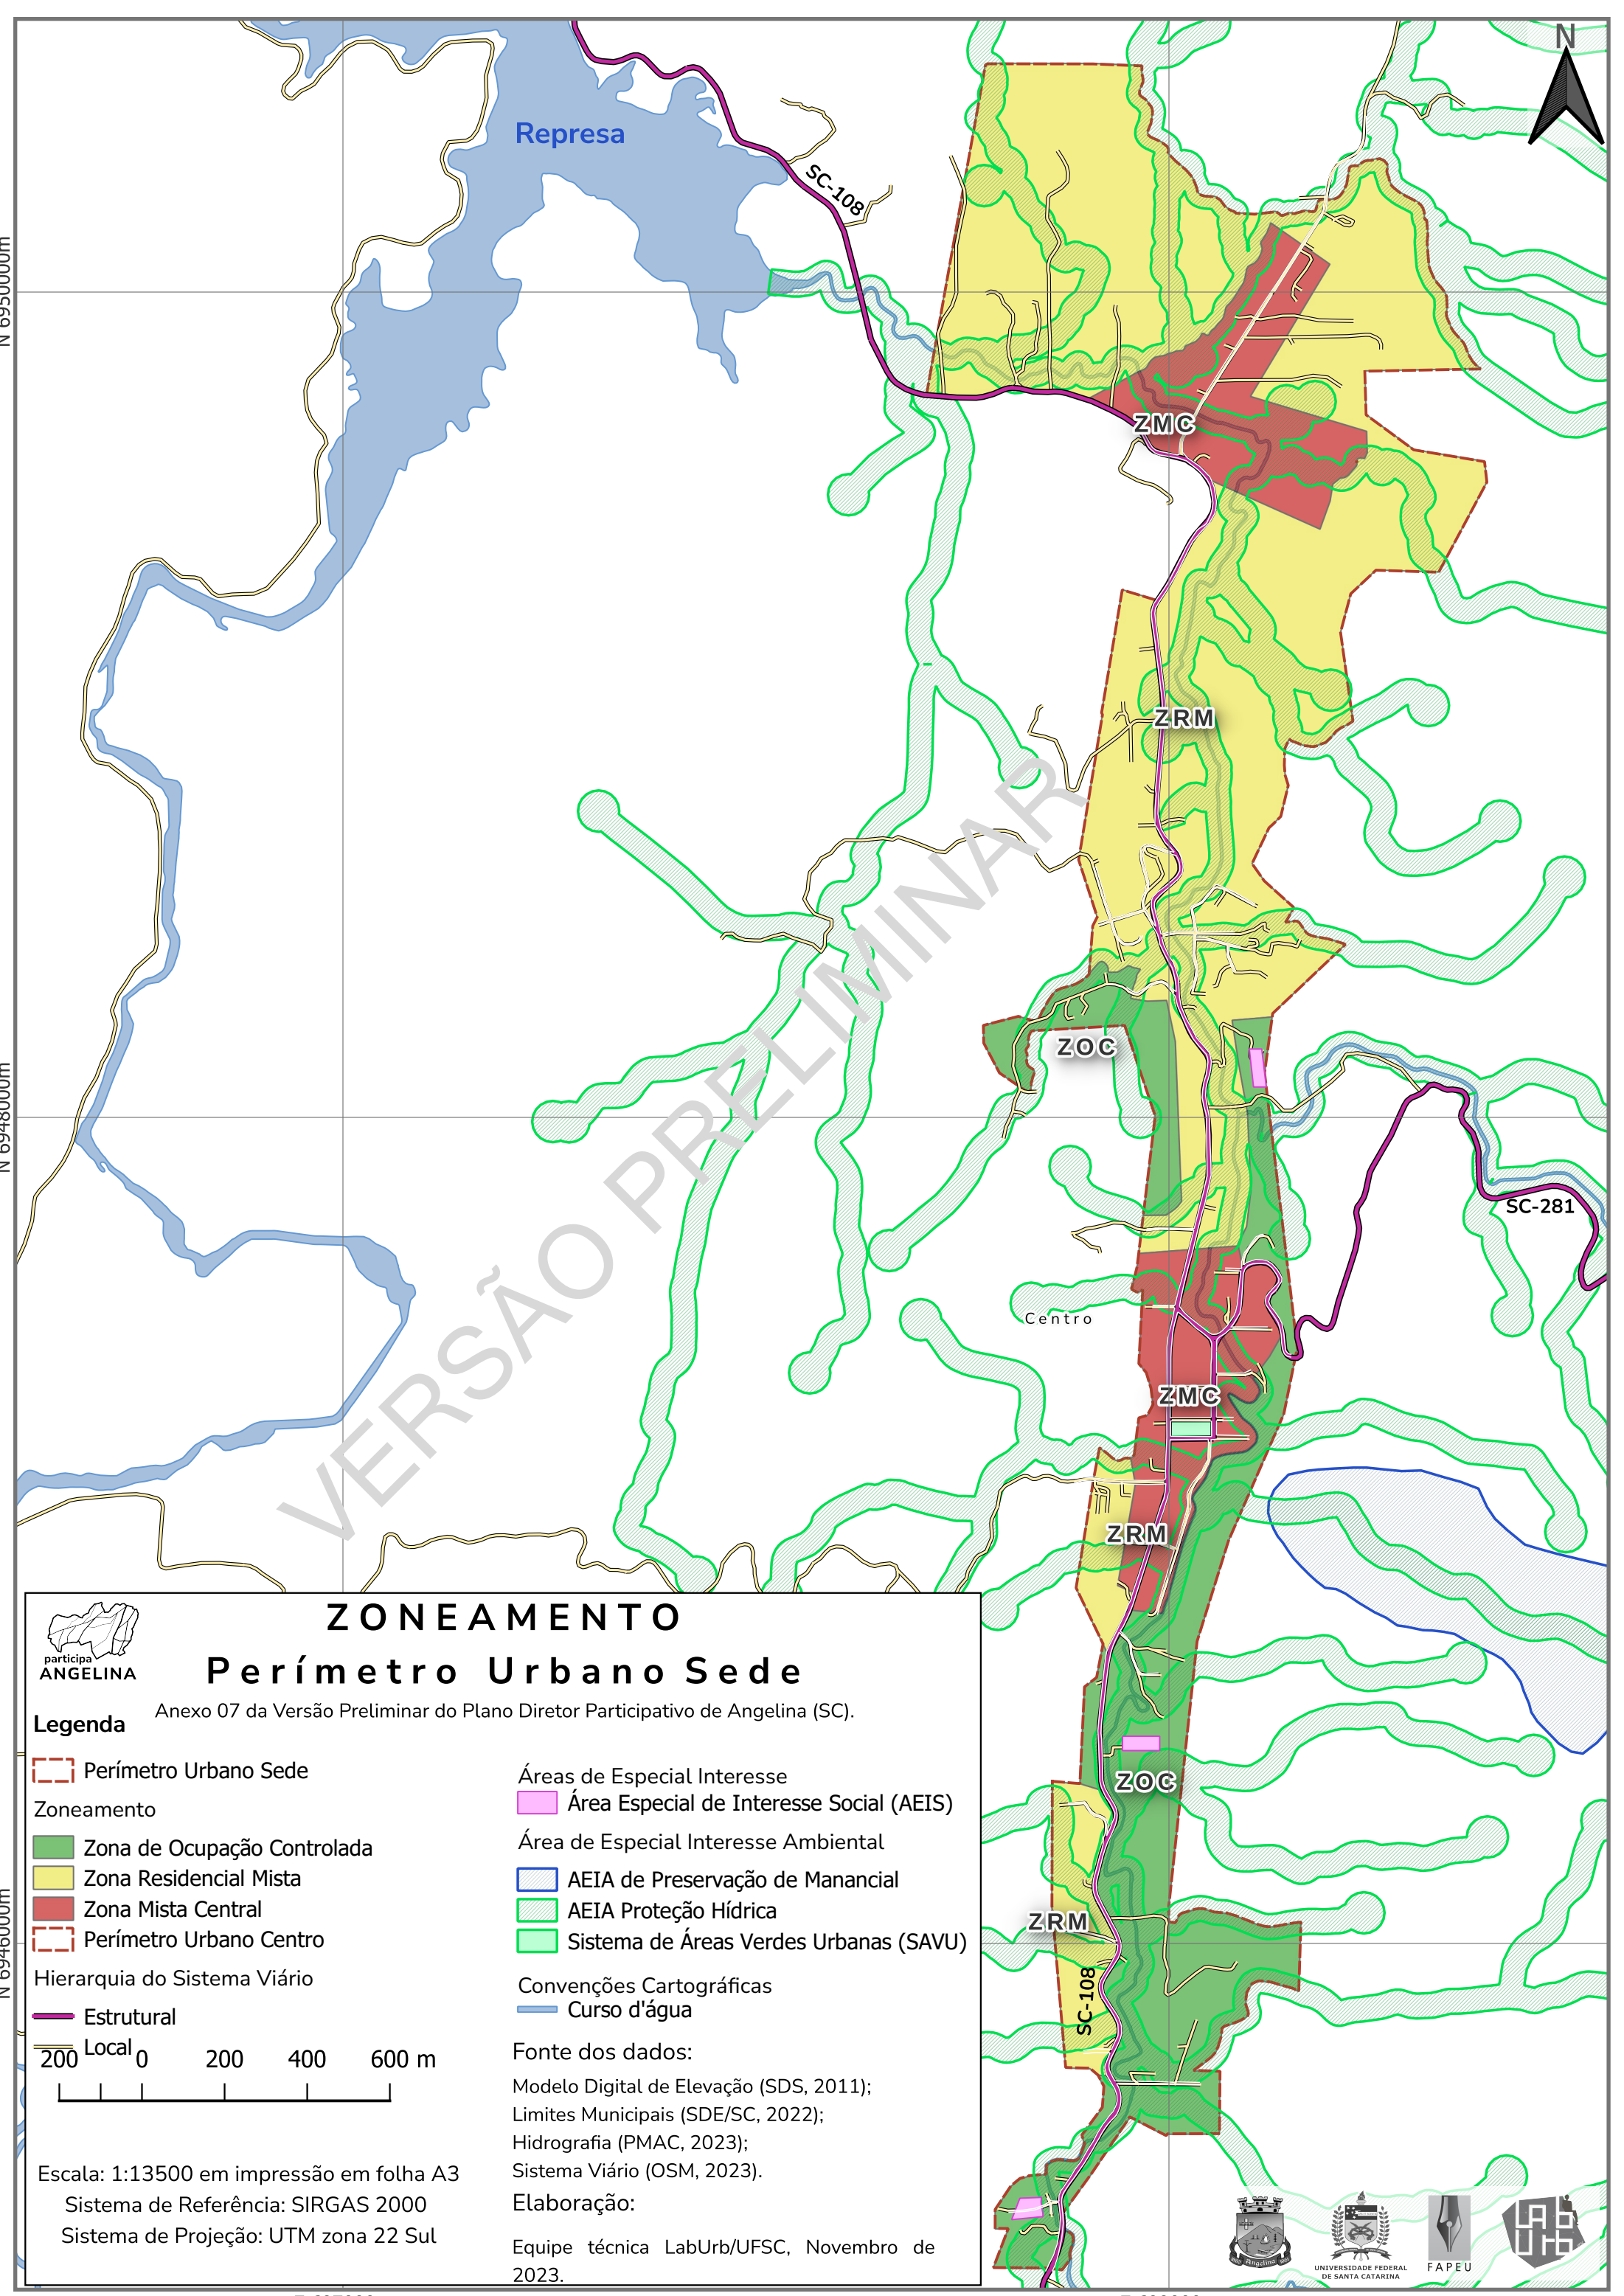 N
Represa
SC-108
N 6950000m
ZMC
ZRM
VERSÃO PRELIMINAR
ZOC
N 6948000m
SC-281
Centro
ZMC
ZRM
ZOC
ZRM
SC-108
N 6946000m
participa
ANGELINA
ZONEAMENTO
Perímetro Urbano Sede
Anexo 07 da Versão Preliminar do Plano Diretor Participativo de Angelina (SC).
Legenda
Perímetro Urbano Sede
Zoneamento
Zona de Ocupação Controlada
Zona Residencial Mista
Zona Mista Central
Perímetro Urbano Centro
Hierarquia do Sistema Viário
Estrutural
Local
200 0 200 400 600 m
Escala: 1:13500 em impressão em folha A3
Sistema de Referência: SIRGAS 2000
Sistema de Projeção: UTM zona 22 Sul
Áreas de Especial Interesse
Área Especial de Interesse Social (AEIS)
Área de Especial Interesse Ambiental
AEIA de Preservação de Manancial
AEIA Proteção Hídrica
Sistema de Áreas Verdes Urbanas (SAVU)
Convenções Cartográficas
Curso d'água
Fonte dos dados:
Modelo Digital de Elevação (SDS, 2011);
Limites Municipais (SDE/SC, 2022);
Hidrografia (PMAC, 2023);
Sistema Viário (OSM, 2023).
Elaboração:
Equipe técnica LabUrb/UFSC, Novembro de
2023.
Angelina
UNIVERSIDADE FEDERAL
DE SANTA CATARINA
FAPEU
LAB
URB